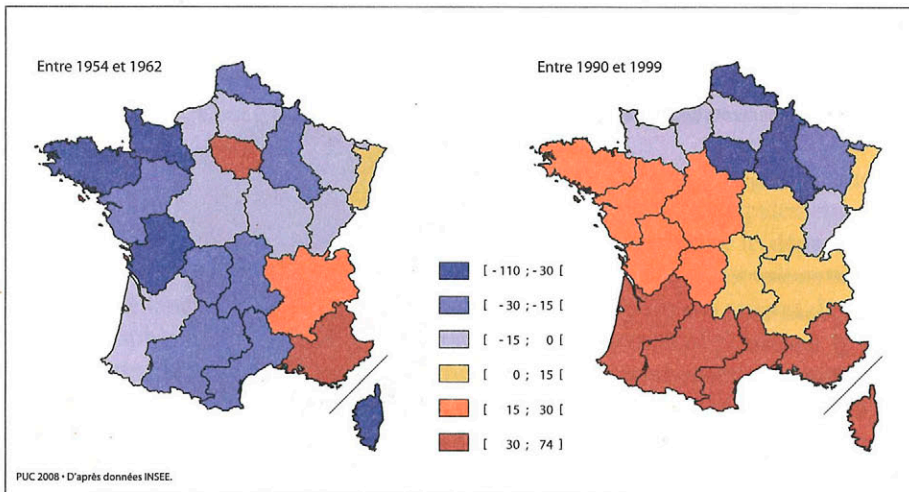 Entre 1954 et 1962
Entre 1990 et 1999
[ -110 ; -30 [
[ -30 ; -15 [
[ -15 ; 0 [
[ 0 ; 15 [
[ 15 ; 30 [
[ 30 ; 74 ]
PUC 2008 • D'après données INSEE.